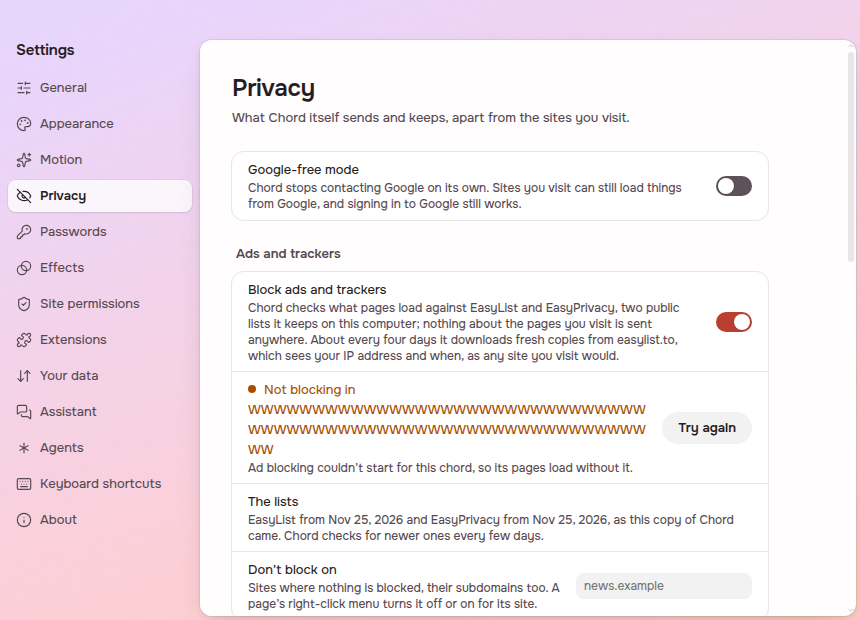 Settings
General
Appearance
Motion
Privacy
Passwords
Effects
Site permissions
Extensions
Your data
Assistant
Agents
Keyboard shortcuts
About
Privacy
What Chord itself sends and keeps, apart from the sites you visit.
Google-free mode
Chord stops contacting Google on its own. Sites you visit can still load things
from Google, and signing in to Google still works.
Ads and trackers
Block ads and trackers
Chord checks what pages load against EasyList and EasyPrivacy, two public
lists it keeps on this computer; nothing about the pages you visit is sent
anywhere. About every four days it downloads fresh copies from easylist.to,
which sees your IP address and when, as any site you visit would.
Not blocking in
WWWWWWWWWWWWWWWWWWWWWWWWWWWWWWW
WWWWWWWWWWWWWWWWWWWWWWWWWWWWWWW
WW
Ad blocking couldn’t start for this chord, so its pages load without it.
Try again
The lists
EasyList from Nov 25, 2026 and EasyPrivacy from Nov 25, 2026, as this copy of Chord
came. Chord checks for newer ones every few days.
Don’t block on
Sites where nothing is blocked, their subdomains too. A
page’s right-click menu turns it off or on for its site.
news.example